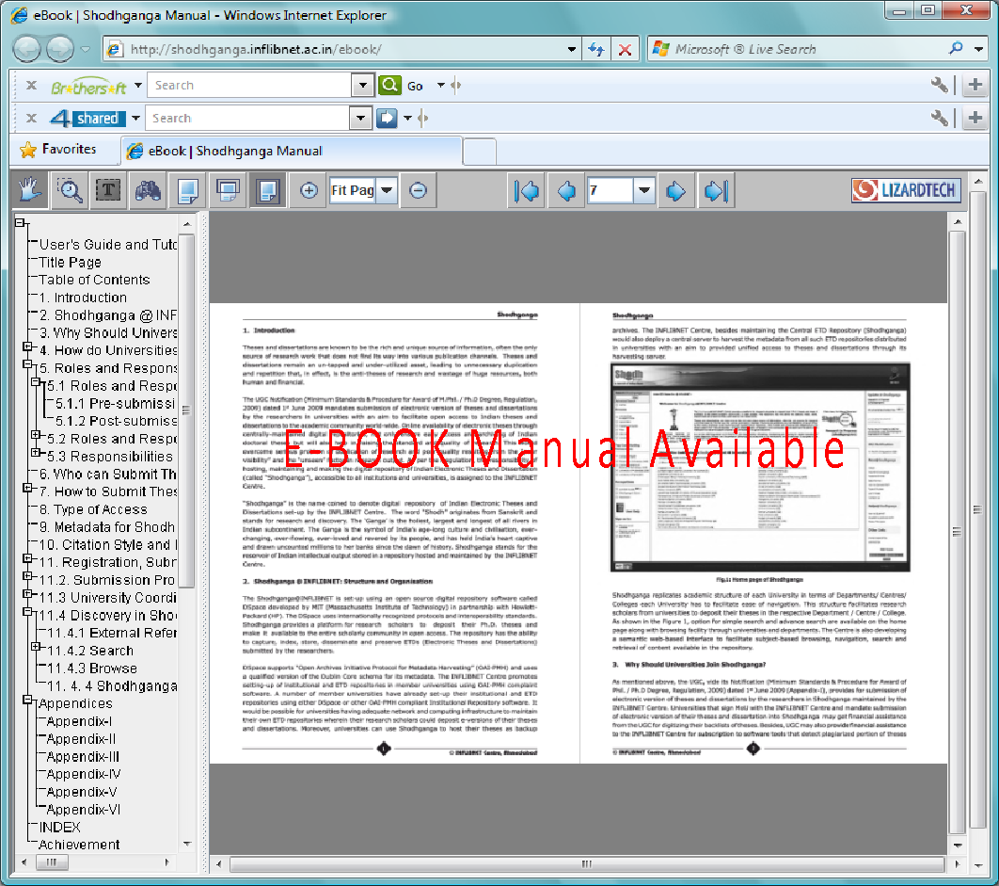 eBook | Shodhganga Manual - Windows Internet Explorer
http://shodhganga.inflibnet.ac.in/ebook/
Microsoft ® Live Search
Brothersoft
Search
Go
4 shared
Search
Favorites
eBook | Shodhganga Manual
Fit Pag
7
LIZARDTECH
User's Guide and Tuto
Title Page
Table of Contents
1. Introduction
2. Shodhganga @ INF
3. Why Should Univers
4. How do Universities
5. Roles and Respons
5.1 Roles and Respo
5.1.1 Pre-submissi
5.1.2 Post-submiss
5.2 Roles and Respo
5.3 Responsibilities
6. Who can Submit Th
7. How to Submit Thes
8. Type of Access
9. Metadata for Shodh
10. Citation Style and
11. Registration, Subr
11.2. Submission Pro
11.3 University Coordi
11.4 Discovery in Shod
11.4.1 External Refer
11.4.2 Search
11.4.3 Browse
11. 4. 4 Shodhganga
Appendices
Appendix-I
Appendix-II
Appendix-III
Appendix-IV
Appendix-V
Appendix-VI
INDEX
Achievement
Shodhganga
1. Introduction
Theses and dissertations are known to be the rich and unique source of information, often the only
source of research work that does not find its way into various publication channels. Theses and
dissertations remain an un-tapped and under-utilized asset, leading to unnecessary duplication
and repetition that, in effect, is the anti-theses of research and wastage of huge resources, both
human and financial.
The UGC Notification (Minimum Standards & Procedure for Award of M.Phil. / Ph.D Degree, Regulation,
2009) dated 1st June 2009 mandates submission of electronic version of theses and dissertations
by the researchers in universities with an aim to facilitate open access to Indian theses and
dissertations to the academic community world-wide. Online availability of electronic theses through
E-BOOK Manual Available
hosting, maintaining and making the digital repository of Indian Electronic Theses and Dissertation
(called "Shodhganga"), accessible to all institutions and universities, is assigned to the INFLIBNET
Centre.
"Shodhganga" is the name coined to denote digital repository of Indian Electronic Theses and
Dissertations set-up by the INFLIBNET Centre. The word "Shodh" originates from Sanskrit and
stands for research and discovery. The 'Ganga' is the holiest, largest and longest of all rivers in
Indian subcontinent. The Ganga is the symbol of India's age-long culture and civilisation, ever-
changing, ever-flowing, ever-loved and revered by its people, and has held India's heart captive
and drawn uncounted millions to her banks since the dawn of history. Shodhganga stands for the
reservoir of Indian intellectual output stored in a repository hosted and maintained by the INFLIBNET
Centre.
2. Shodhganga @ INFLIBNET: Structure and Organisation
The Shodhganga@INFLIBNET is set-up using an open source digital repository software called
DSpace developed by MIT (Massachusetts Institute of Technology) in partnership with Hewlett-
Packard (HP). The DSpace uses internationally recognized protocols and interoperability standards.
Shodhganga provides a platform for research scholars to deposit their Ph.D. theses and
make it available to the entire scholarly community in open access. The repository has the ability
to capture, index, store, disseminate and preserve ETDs (Electronic Theses and Dissertations)
submitted by the researchers.
DSpace supports "Open Archives Initiative Protocol for Metadata Harvesting" (OAI-PMH) and uses
a qualified version of the Dublin Core schema for its metadata. The INFLIBNET Centre promotes
setting-up of Institutional and ETD repositories in member universities using OAI-PMH compliant
software. A number of member universities have already set-up their institutional and ETD
repositories using either DSpace or other OAI-PMH compliant Institutional Repository software. It
would be possible for universities having adequate network and computing infrastructure to maintain
their own ETD repositories wherein their research scholars could deposit e-versions of their theses
and dissertations. Moreover, universities can use Shodhganga to host their theses as backup
1
© INFLIBNET Centre, Ahmedabad
Shodhganga
archives. The INFLIBNET Centre, besides maintaining the Central ETD Repository (Shodhganga)
would also deploy a central server to harvest the metadata from all such ETD repositories distributed
in universities with an aim to provided unified access to theses and dissertations through its
harvesting server.
Fig.1: Home page of Shodhganga
Shodhganga replicates academic structure of each University in terms of Departments/ Centres/
Colleges each University has to facilitate ease of navigation. This structure facilitates research
scholars from universities to deposit their theses in the respective Department / Centre / College.
As shown in the Figure 1, option for simple search and advance search are available on the home
page along with browsing facility through universities and departments. The Centre is also developing
a semantic web-based interface to facilitate subject-based browsing, navigation, search and
retrieval of content available in the repository.
3. Why Should Universities Join Shodhganga?
As mentioned above, the UGC, vide its Notification (Minimum Standards & Procedure for Award of
Phil. / Ph.D Degree, Regulation, 2009) dated 1st June 2009 (Appendix-I), provides for submission of
electronic version of theses and dissertations by the researchers in Shodhganga maintained by the
INFLIBNET Centre. Universities that sign MoU with the INFLIBNET Centre and mandate submission
of electronic version of their theses and dissertation into Shodhganga may get financial assistance
from the UGC for digitizing their backlists of theses. Besides, UGC may also provide financial assistance
to the INFLIBNET Centre for subscription to software tools that detect plagiarized portion of theses
© INFLIBNET Centre, Ahmedabad